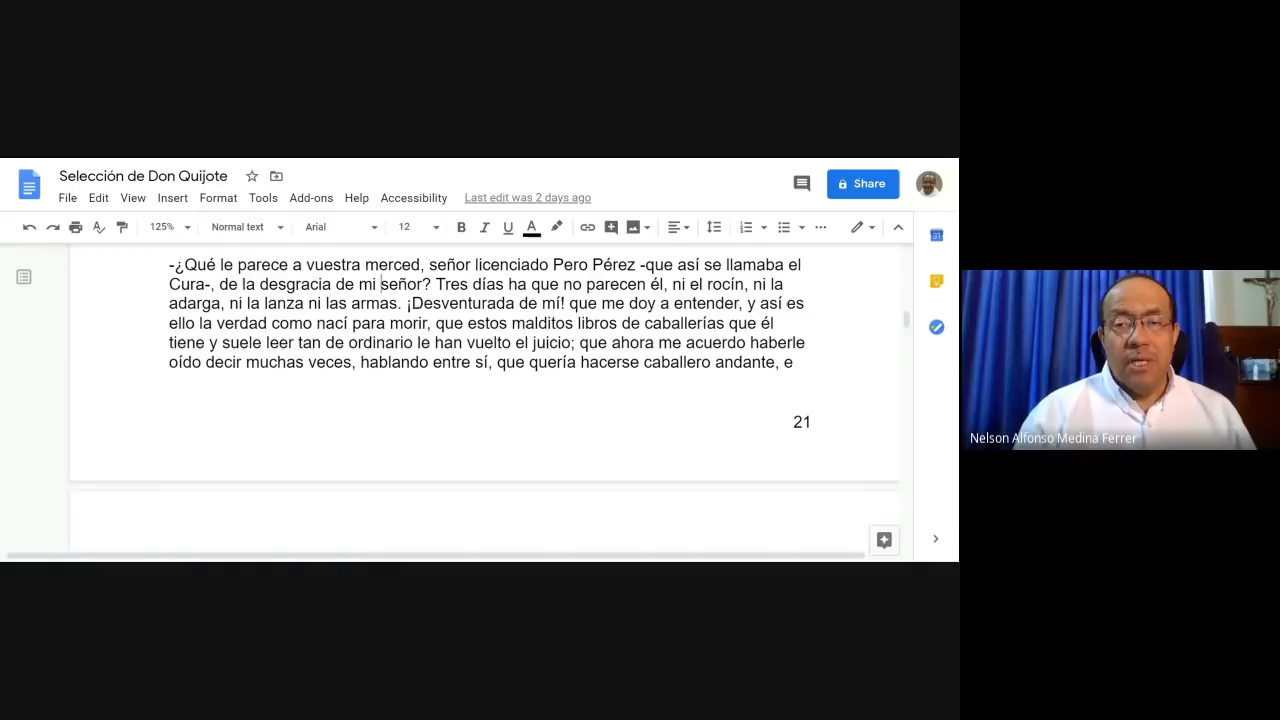 Selección de Don Quijote
File Edit View Insert Format Tools Add-ons Help Accessibility Last edit was 2 days ago
Share
125% Normal text Arial 12 B I U A
-¿Qué le parece a vuestra merced, señor licenciado Pero Pérez -que así se llamaba el
Cura-, de la desgracia de mi señor? Tres días ha que no parecen él, ni el rocín, ni la
adarga, ni la lanza ni las armas. ¡Desventurada de mí! que me doy a entender, y así es
ello la verdad como nací para morir, que estos malditos libros de caballerías que él
tiene y suele leer tan de ordinario le han vuelto el juicio; que ahora me acuerdo haberle
oído decir muchas veces, hablando entre sí, que quería hacerse caballero andante, e
21
Nelson Alfonso Medina Ferrer